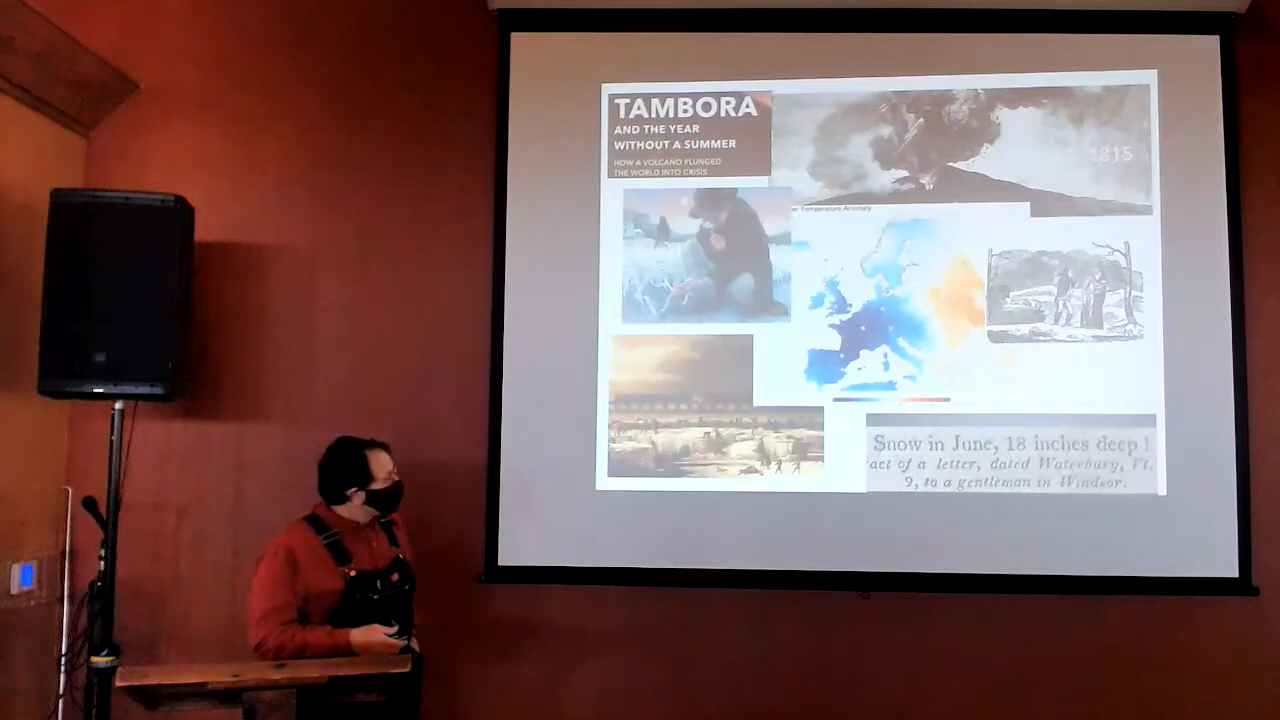 TAMBORA
AND THE YEAR
WITHOUT A SUMMER
HOW A VOLCANO PLUNGED
THE WORLD INTO CRISIS
1815
er Temperature Anomaly
Snow in June, 18 inches deep !
act of a letter, dated Waterbury, Vt.
9, to a gentleman in Windsor.